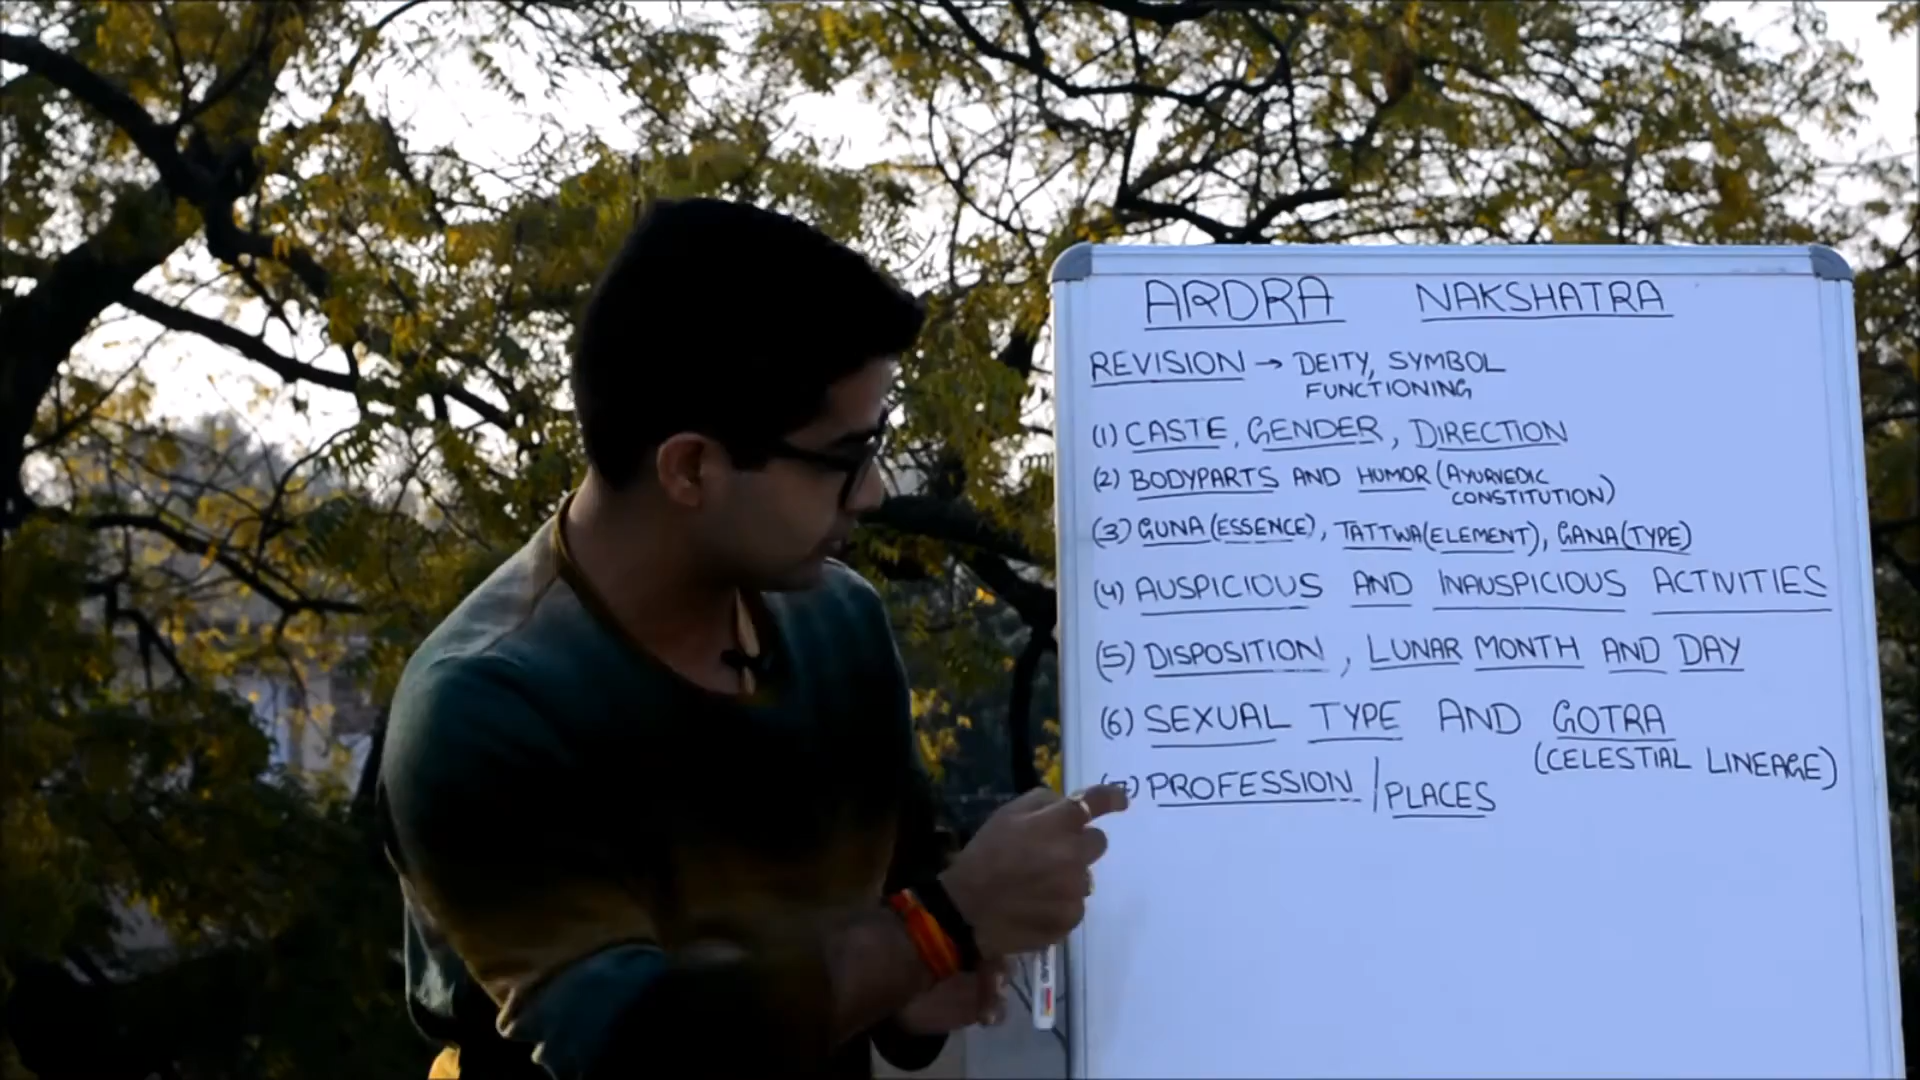 ARDRA NAKSHATRA
REVISION → DEITY, SYMBOL
FUNCTIONING
(1) CASTE, GENDER, DIRECTION
(2) BODYPARTS AND HUMOR (AYURVEDIC
CONSTITUTION)
(3) GUNA (ESSENCE), TATTWA (ELEMENT), GANA (TYPE)
(4) AUSPICIOUS AND INAUSPICIOUS ACTIVITIES
(5) DISPOSITION, LUNAR MONTH AND DAY
(6) SEXUAL TYPE AND GOTRA
(CELESTIAL LINEAGE)
(7) PROFESSION / PLACES